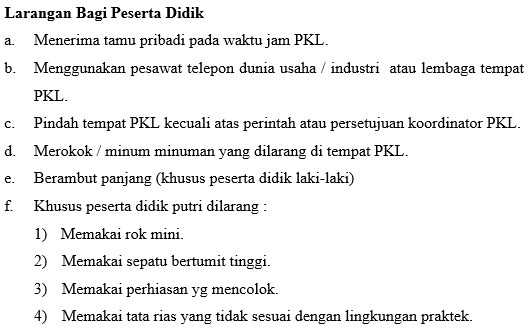 Larangan Bagi Peserta Didik
a. Menerima tamu pribadi pada waktu jam PKL.
b. Menggunakan pesawat telepon dunia usaha / industri atau lembaga tempat
PKL.
c. Pindah tempat PKL kecuali atas perintah atau persetujuan koordinator PKL.
d. Merokok / minum minuman yang dilarang di tempat PKL.
e. Berambut panjang (khusus peserta didik laki-laki)
f. Khusus peserta didik putri dilarang :
1) Memakai rok mini.
2) Memakai sepatu bertumit tinggi.
3) Memakai perhiasan yg mencolok.
4) Memakai tata rias yang tidak sesuai dengan lingkungan praktek.